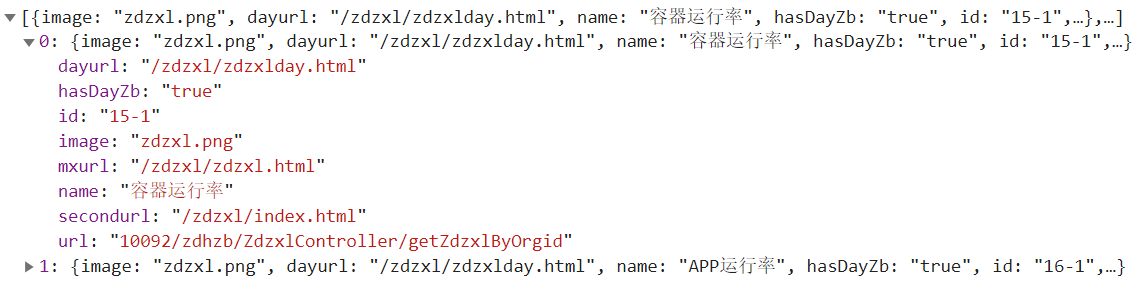 [{image: "zdzxl.png", dayurl: "/zdzxl/zdzxlday.html", name: "容器运行率", hasDayZb: "true", id: "15-1",…},…]
0: {image: "zdzxl.png", dayurl: "/zdzxl/zdzxlday.html", name: "容器运行率", hasDayZb: "true", id: "15-1",…}
dayurl: "/zdzxl/zdzxlday.html"
hasDayZb: "true"
id: "15-1"
image: "zdzxl.png"
mxurl: "/zdzxl/zdzxl.html"
name: "容器运行率"
secondurl: "/zdzxl/index.html"
url: "10092/zdhzb/ZdzxlController/getZdzxlByOrgid"
1: {image: "zdzxl.png", dayurl: "/zdzxl/zdzxlday.html", name: "APP运行率", hasDayZb: "true", id: "16-1",…}